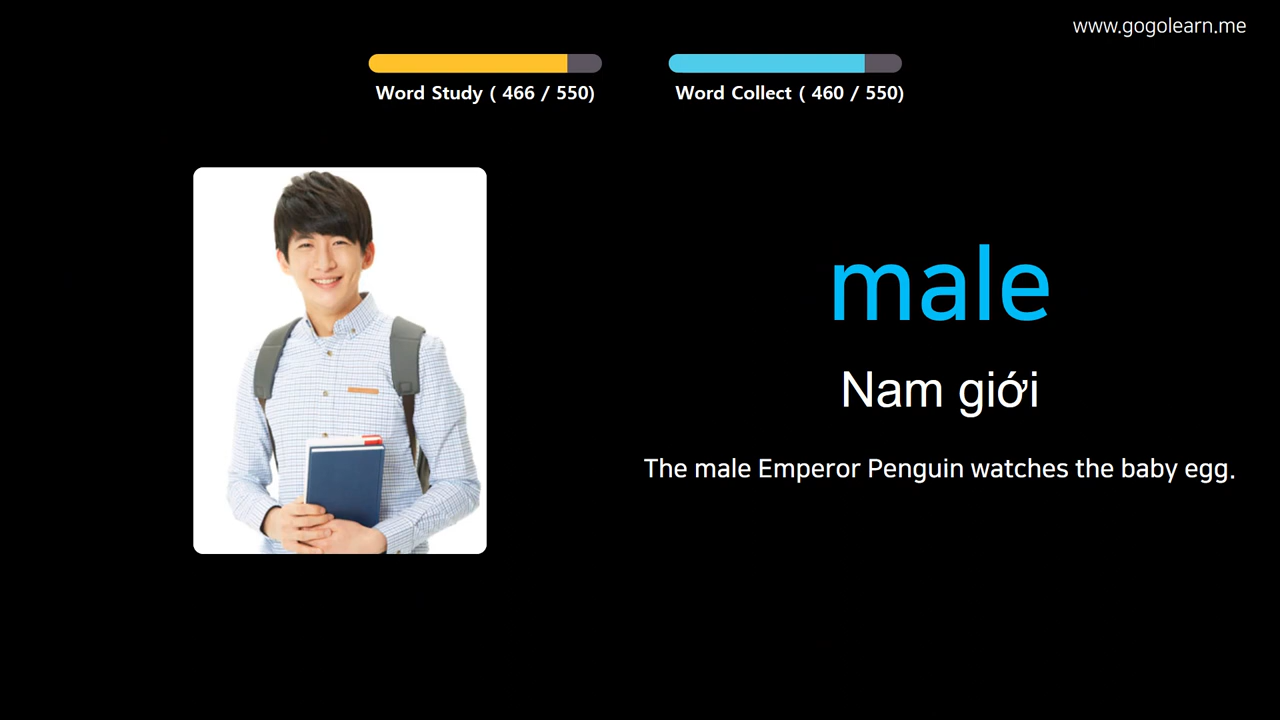 www.gogolearn.me
Word Study ( 466 / 550)
Word Collect ( 460 / 550)
male
Nam giới
The male Emperor Penguin watches the baby egg.